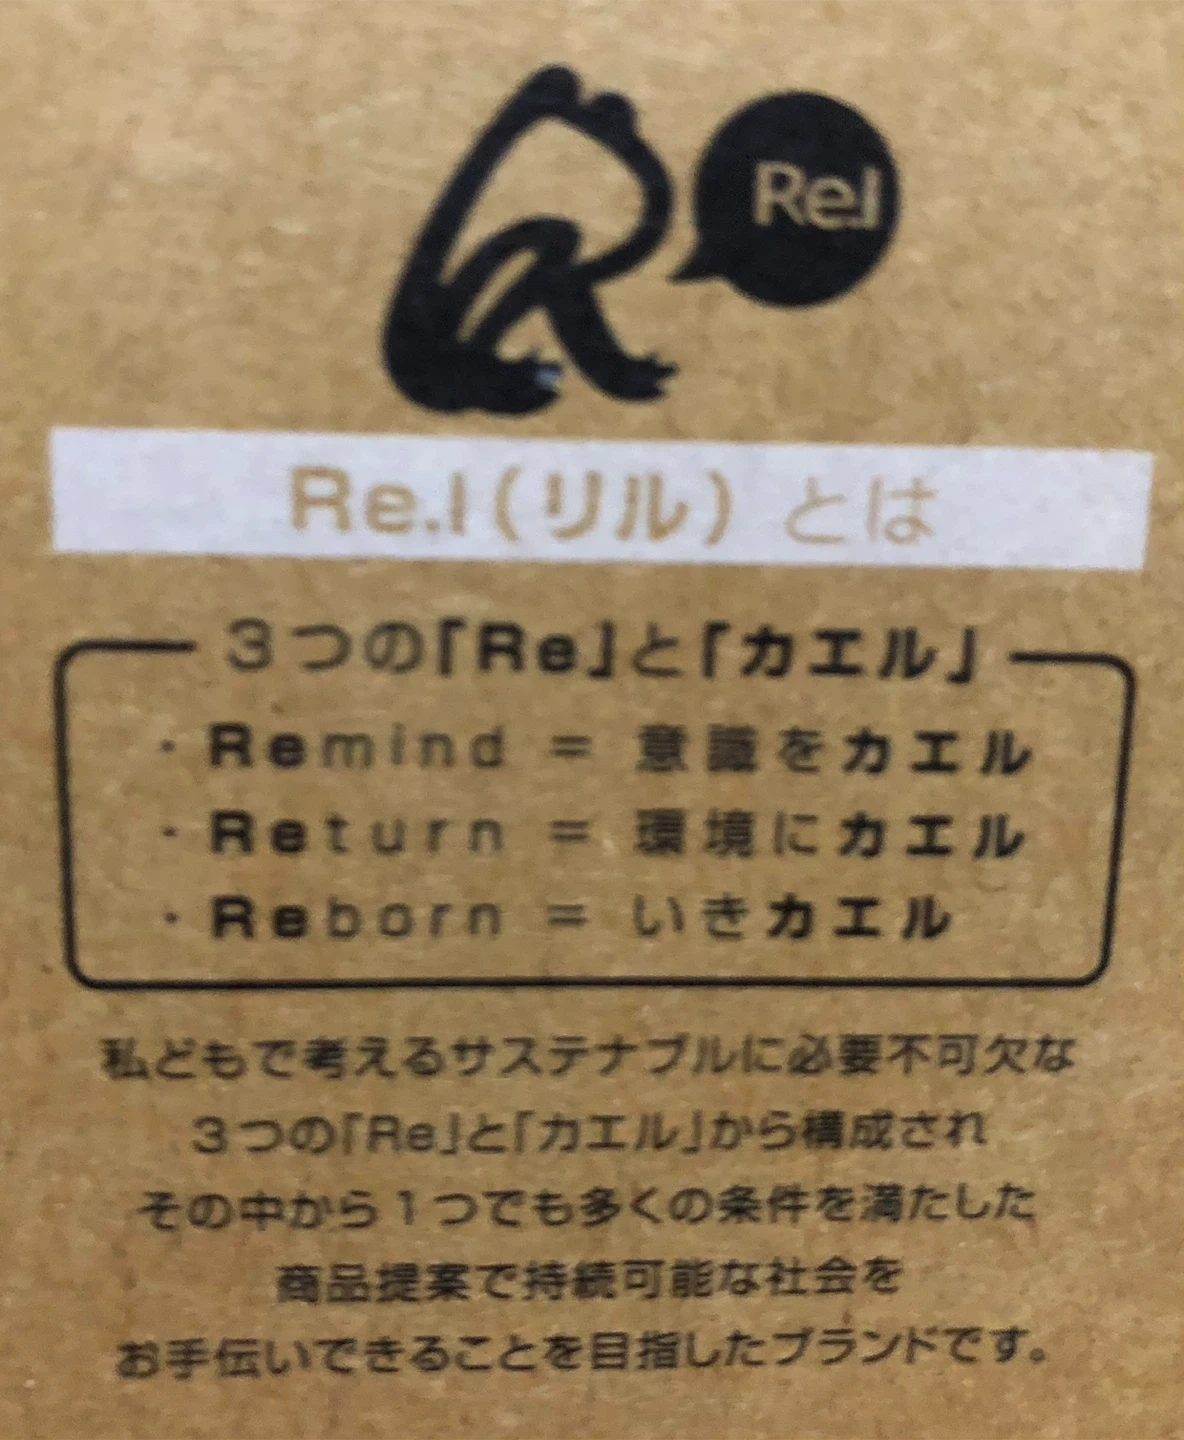 Re.l
Re.l(リル)とは
3つの「Re」と「カエル」
・Remind = 意識をカエル
・Return = 環境にカエル
・Reborn = いきカエル
私どもで考えるサステナブルに必要不可欠な
3つの「Re」と「カエル」から構成され
その中から1つでも多くの条件を満たした
商品提案で持続可能な社会を
お手伝いできることを目指したブランドです。